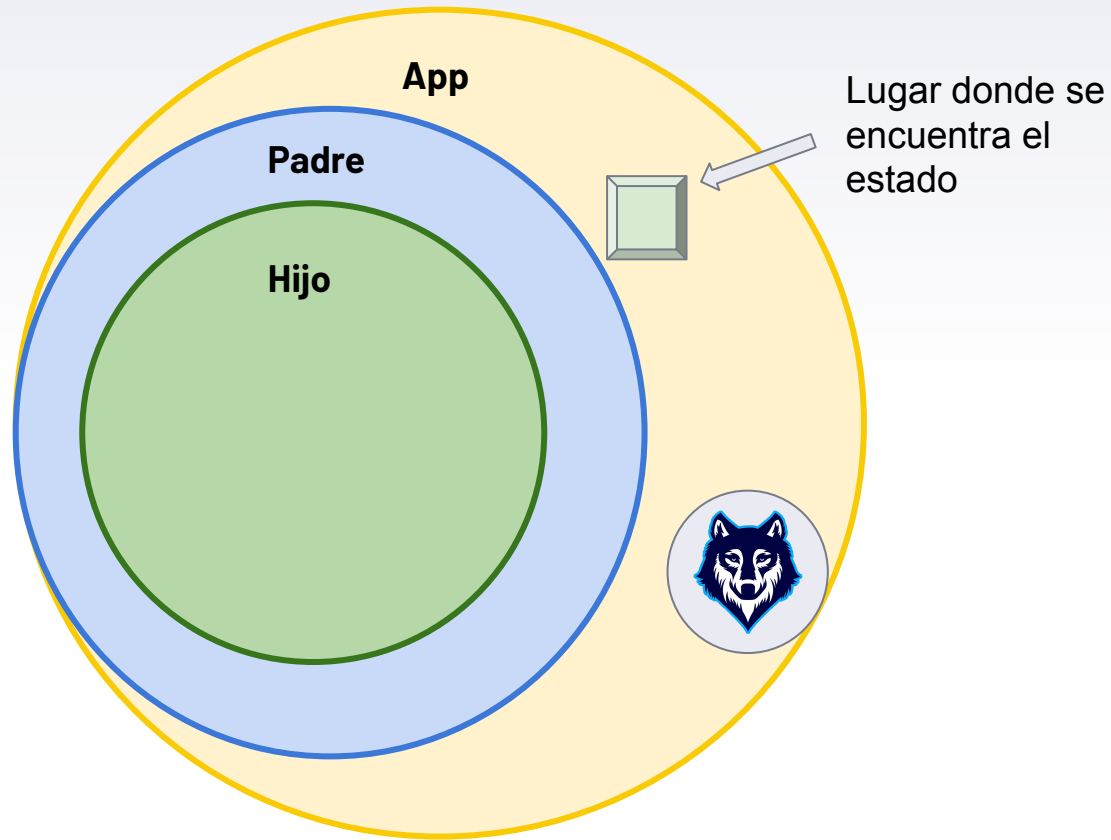 App
Lugar donde se
encuentra el
estado
Padre
Hijo